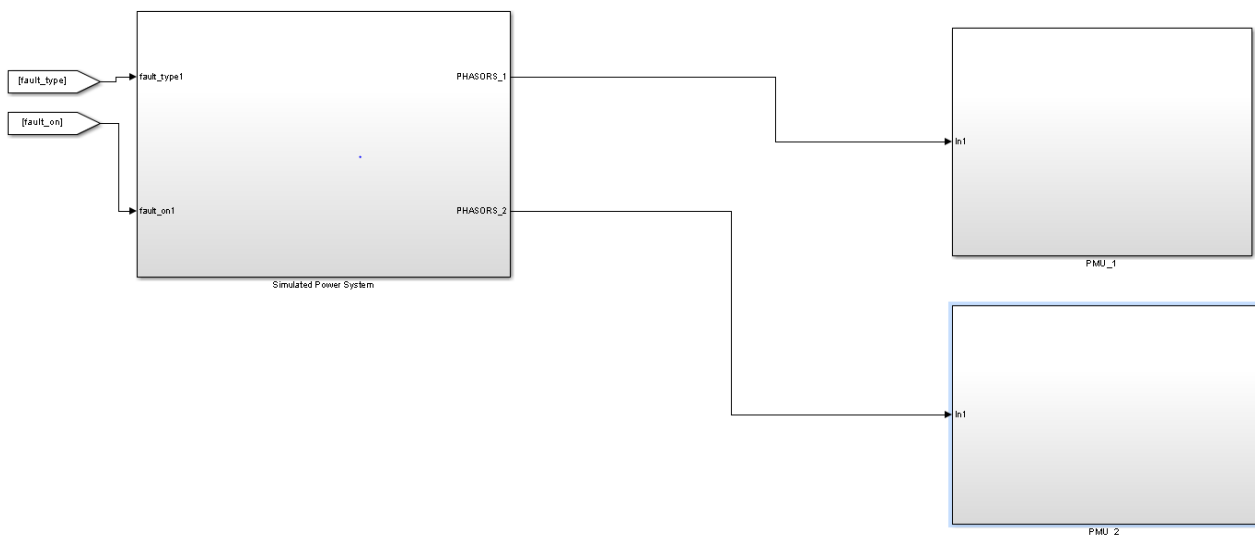 [fault_type]
fault_type1
PHASORS_1
[fault_on]
In1
fault_on1
PHASORS_2
PMU_1
Simulated Power System
In1
PMU_2